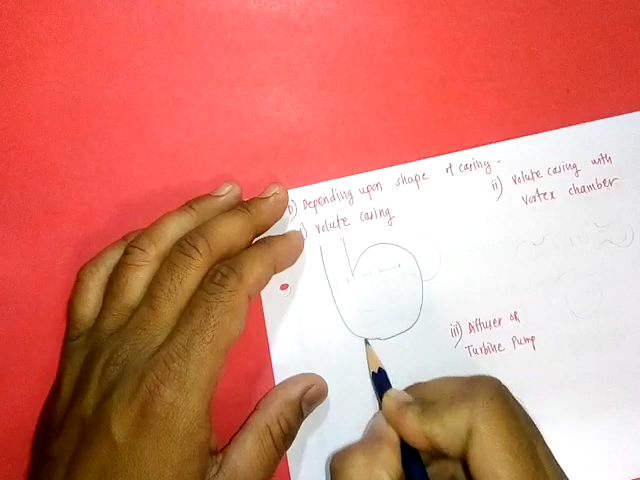 b) Depending upon shape of casing -
i) Volute casing
ii) Volute casing with
Vortex chamber
iii) Diffuser or
Turbine Pump